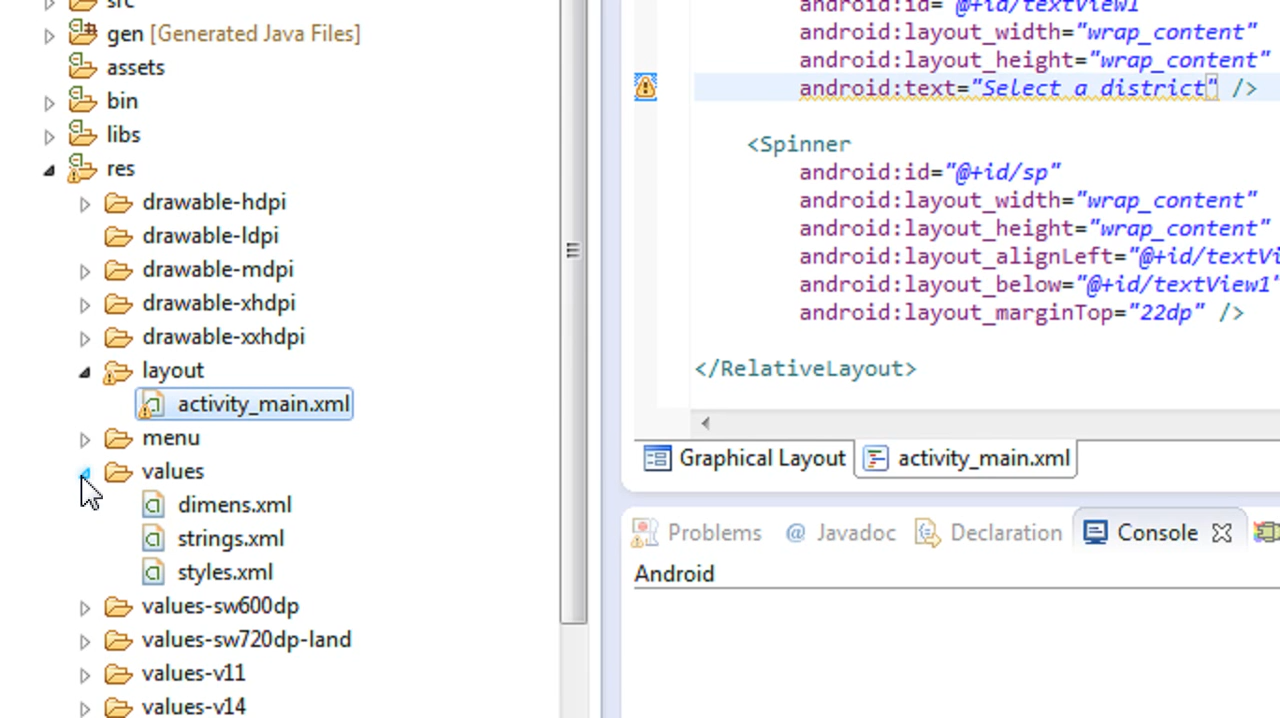 src
gen [Generated Java Files]
assets
bin
libs
res
drawable-hdpi
drawable-ldpi
drawable-mdpi
drawable-xhdpi
drawable-xxhdpi
layout
activity_main.xml
menu
values
dimens.xml
strings.xml
styles.xml
values-sw600dp
values-sw720dp-land
values-v11
values-v14
android:id="@+id/textView1
android:layout_width="wrap_content"
android:layout_height="wrap_content"
android:text="Select a district" />
<Spinner
android:id="@+id/sp"
android:layout_width="wrap_content"
android:layout_height="wrap_content"
android:layout_alignLeft="@+id/textVi
android:layout_below="@+id/textView1"
android:layout_marginTop="22dp" />
</RelativeLayout>
Graphical Layout activity_main.xml
Problems @ Javadoc Declaration Console
Android